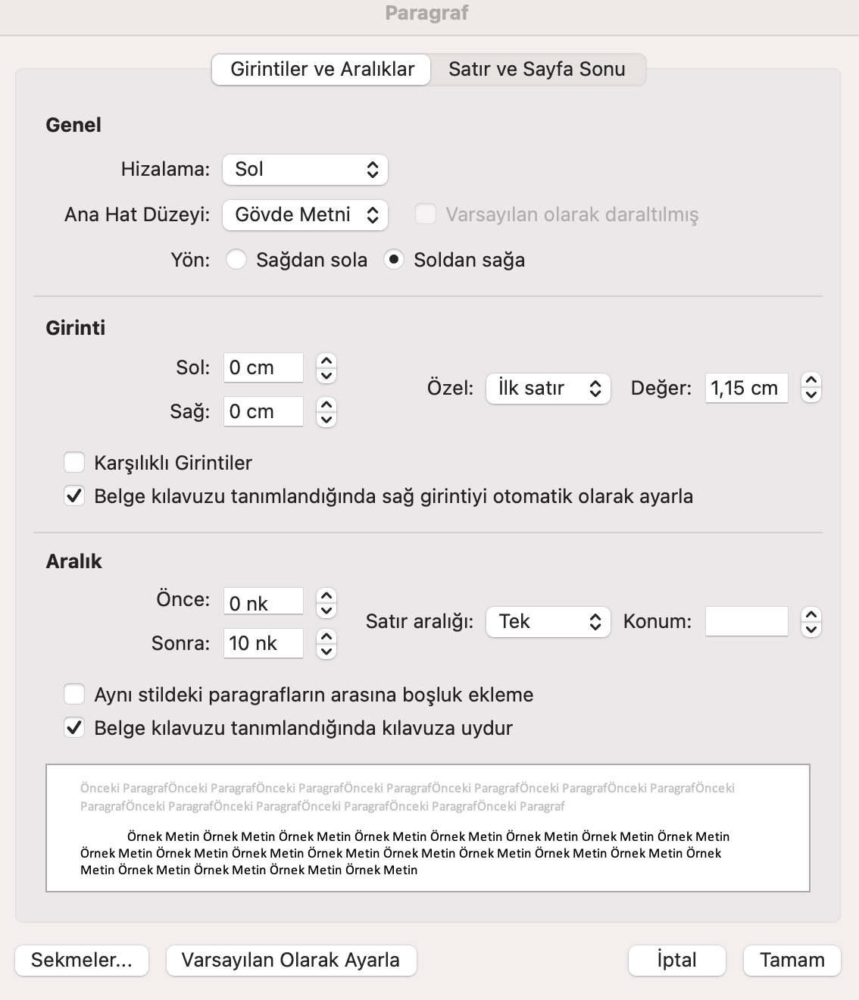 Paragraf
Girintiler ve Aralıklar Satır ve Sayfa Sonu
Genel
Hizalama: Sol
Ana Hat Düzeyi: Gövde Metni Varsayılan olarak daraltılmış
Yön: Sağdan sola Soldan sağa
Girinti
Sol: 0 cm
Sağ: 0 cm
Özel: İlk satır Değer: 1,15 cm
Karşılıklı Girintiler
Belge kılavuzu tanımlandığında sağ girintiyi otomatik olarak ayarla
Aralık
Önce: 0 nk
Sonra: 10 nk
Satır aralığı: Tek Konum:
Aynı stildeki paragrafların arasına boşluk ekleme
Belge kılavuzu tanımlandığında kılavuza uydur
Önceki ParagrafÖnceki ParagrafÖnceki ParagrafÖnceki ParagrafÖnceki ParagrafÖnceki ParagrafÖnceki ParagrafÖnceki
ParagrafÖnceki ParagrafÖnceki ParagrafÖnceki ParagrafÖnceki ParagrafÖnceki Paragraf
Örnek Metin Örnek Metin Örnek Metin Örnek Metin Örnek Metin Örnek Metin Örnek Metin Örnek Metin
Örnek Metin Örnek Metin Örnek Metin Örnek Metin Örnek Metin Örnek Metin Örnek Metin Örnek Metin Örnek
Metin Örnek Metin Örnek Metin Örnek Metin Örnek Metin
Sekmeler... Varsayılan Olarak Ayarla İptal Tamam